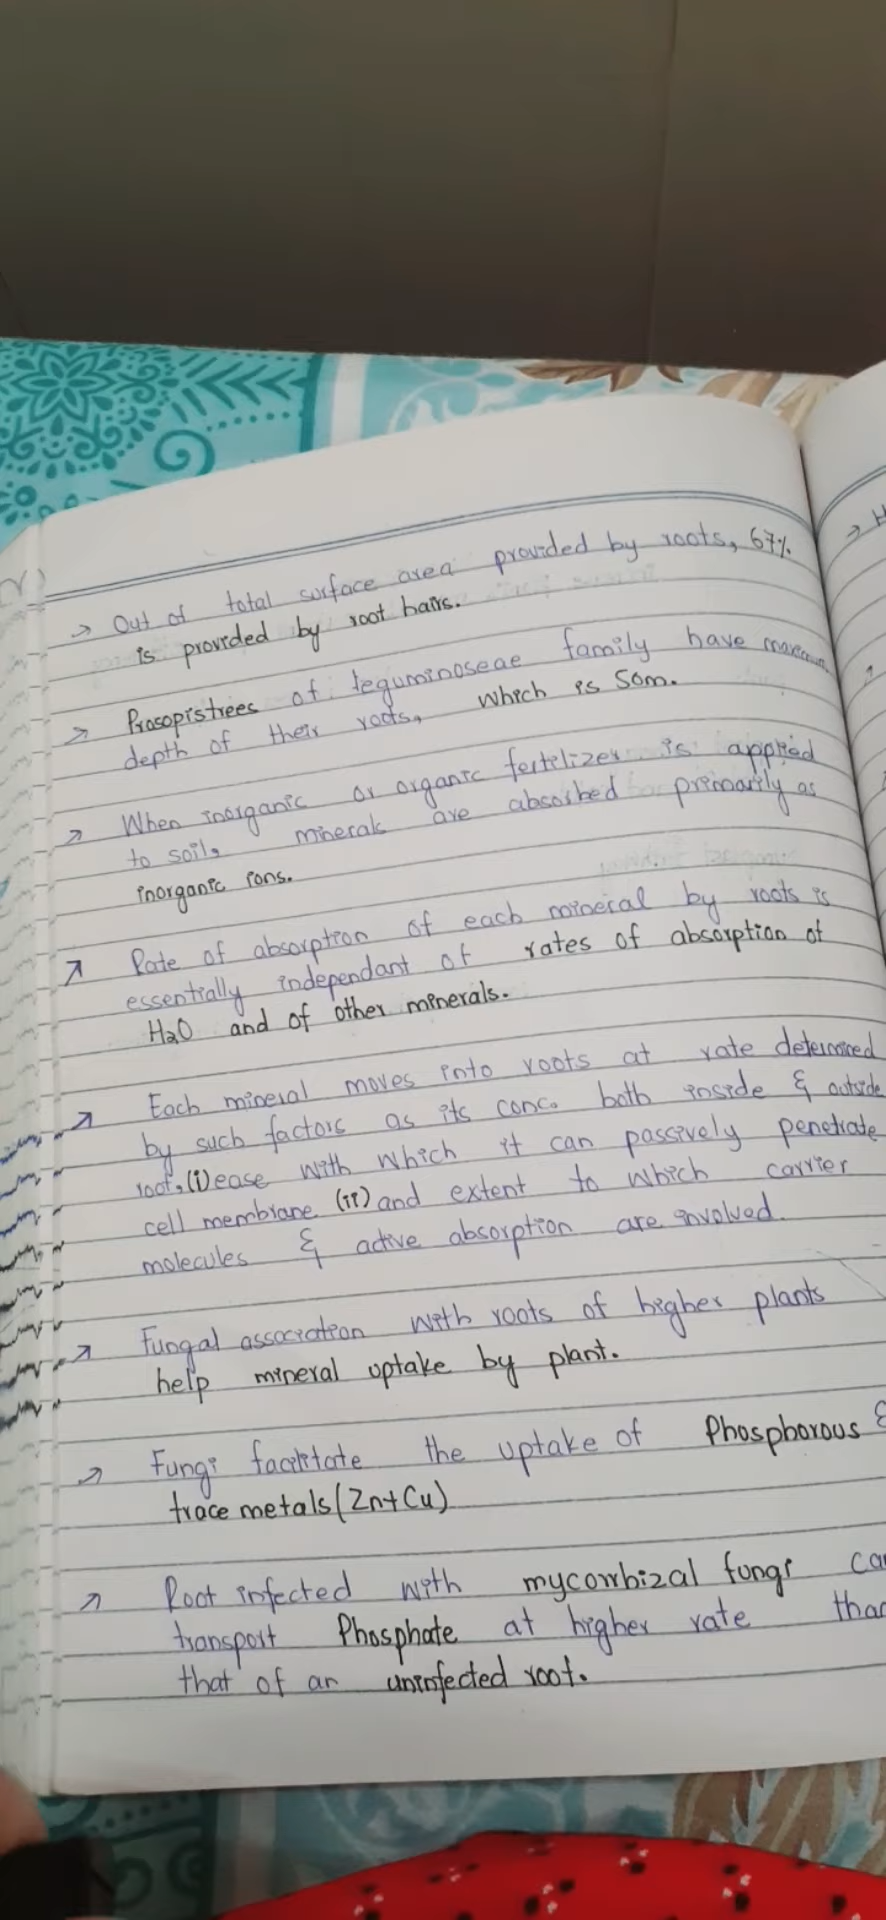 → Out of total surface area provided by roots, 67%
is provided by root hairs.
→ Prosopistrees of leguminoseae family have maximum
depth of their roots, which is 50m.
→ When inorganic or organic fertelizer is applied
to soil, minerals are absorbed primarily as
inorganic ions.
→ Rate of absorption of each mineral by roots is
essentially independant of rates of absorption of
H2O and of other minerals.
→ Each mineral moves into roots at rate determined
by such factors as its conc. both inside & outside
root, (i) ease with which it can passively penetrate
cell membrane (ii) and extent to which carrier
molecules & active absorption are involved.
→ Fungal association with roots of higher plants
help mineral uptake by plant.
→ Fungi facilitate the uptake of Phosphorous &
trace metals (Zn+Cu)
→ Root infected with mycorrhizal fungi
transport Phosphate at higher rate than
that of an uninfected root.
→ H